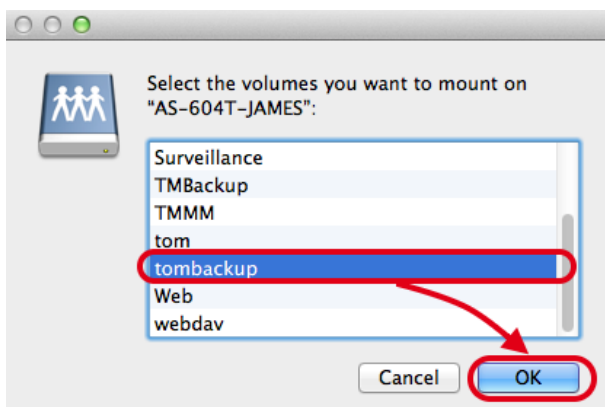 Select the volumes you want to mount on
"AS-604T-JAMES":
Surveillance
TMBackup
TMMM
tom
tombackup
Web
webdav
Cancel OK